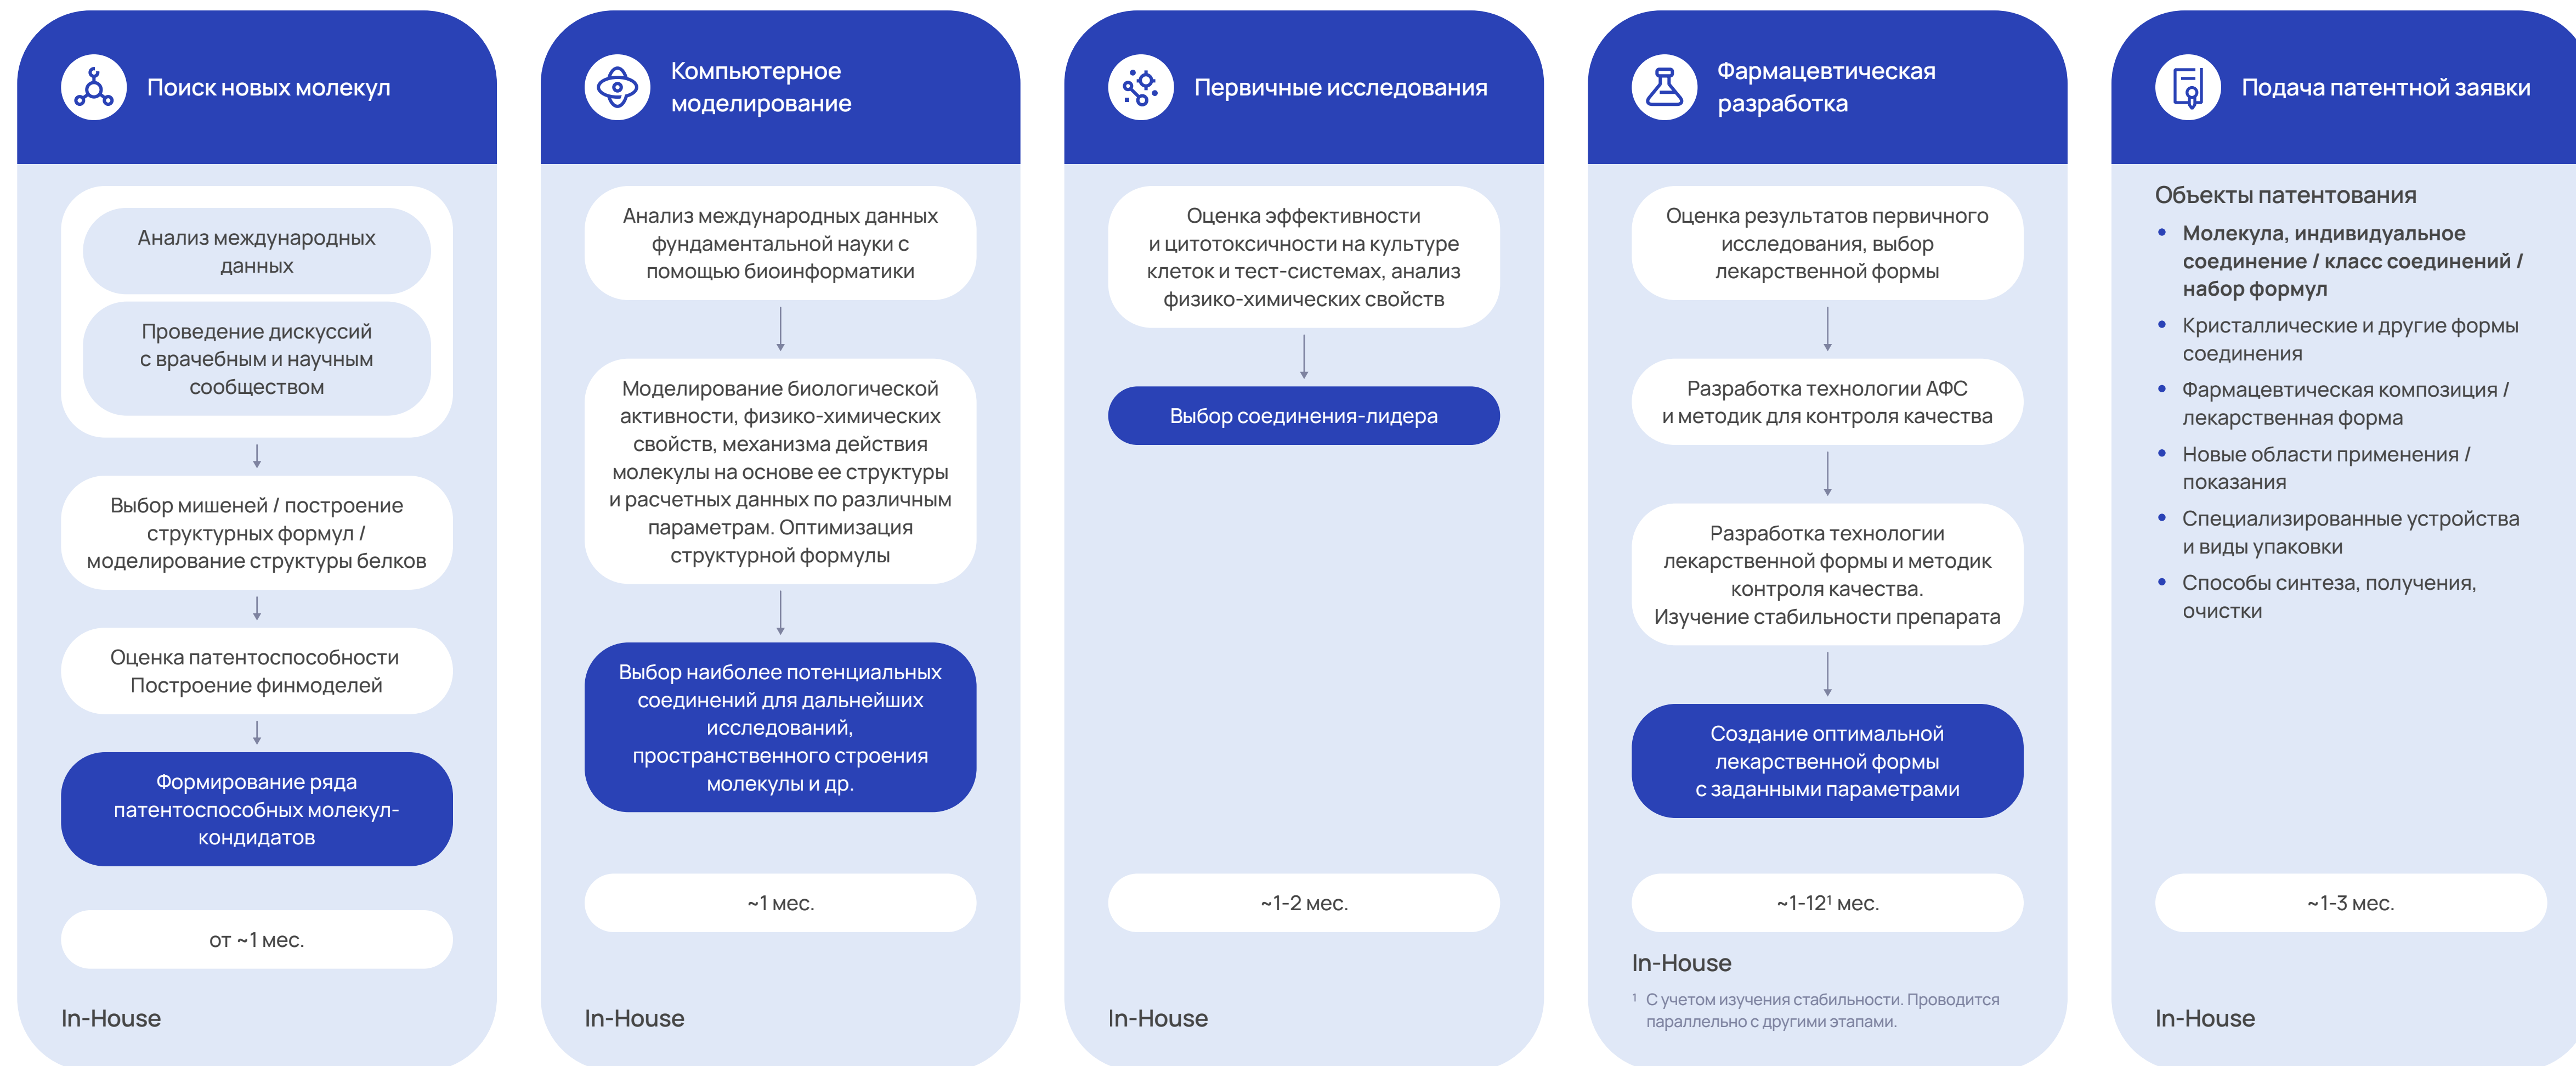 Поиск новых молекул
Анализ международных
данных
Проведение дискуссий
с врачебным и научным
сообществом
Выбор мишеней / построение
структурных формул /
моделирование структуры белков
Оценка патентоспособности
Построение финмоделей
Формирование ряда
патентоспособных молекул-
кондидатов
от ~1 мес.
In-House
Компьютерное
моделирование
Анализ международных данных
фундаментальной науки с
помощью биоинформатики
Моделирование биологической
активности, физико-химических
свойств, механизма действия
молекулы на основе ее структуры
и расчетных данных по различным
параметрам. Оптимизация
структурной формулы
Выбор наиболее потенциальных
соединений для дальнейших
исследований,
пространственного строения
молекулы и др.
~1 мес.
In-House
Первичные исследования
Оценка эффективности
и цитотоксичности на культуре
клеток и тест-системах, анализ
физико-химических свойств
Выбор соединения-лидера
~1-2 мес.
In-House
Фармацевтическая
разработка
Оценка результатов первичного
исследования, выбор
лекарственной формы
Разработка технологии АФС
и методик для контроля качества
Разработка технологии
лекарственной формы и методик
контроля качества.
Изучение стабильности препарата
Создание оптимальной
лекарственной формы
с заданными параметрами
~1-12¹ мес.
In-House
¹ С учетом изучения стабильности. Проводится
параллельно с другими этапами.
Подача патентной заявки
Объекты патентования
• Молекула, индивидуальное
соединение / класс соединений /
набор формул
• Кристаллические и другие формы
соединения
• Фармацевтическая композиция /
лекарственная форма
• Новые области применения /
показания
• Специализированные устройства
и виды упаковки
• Способы синтеза, получения,
очистки
~1-3 мес.
In-House